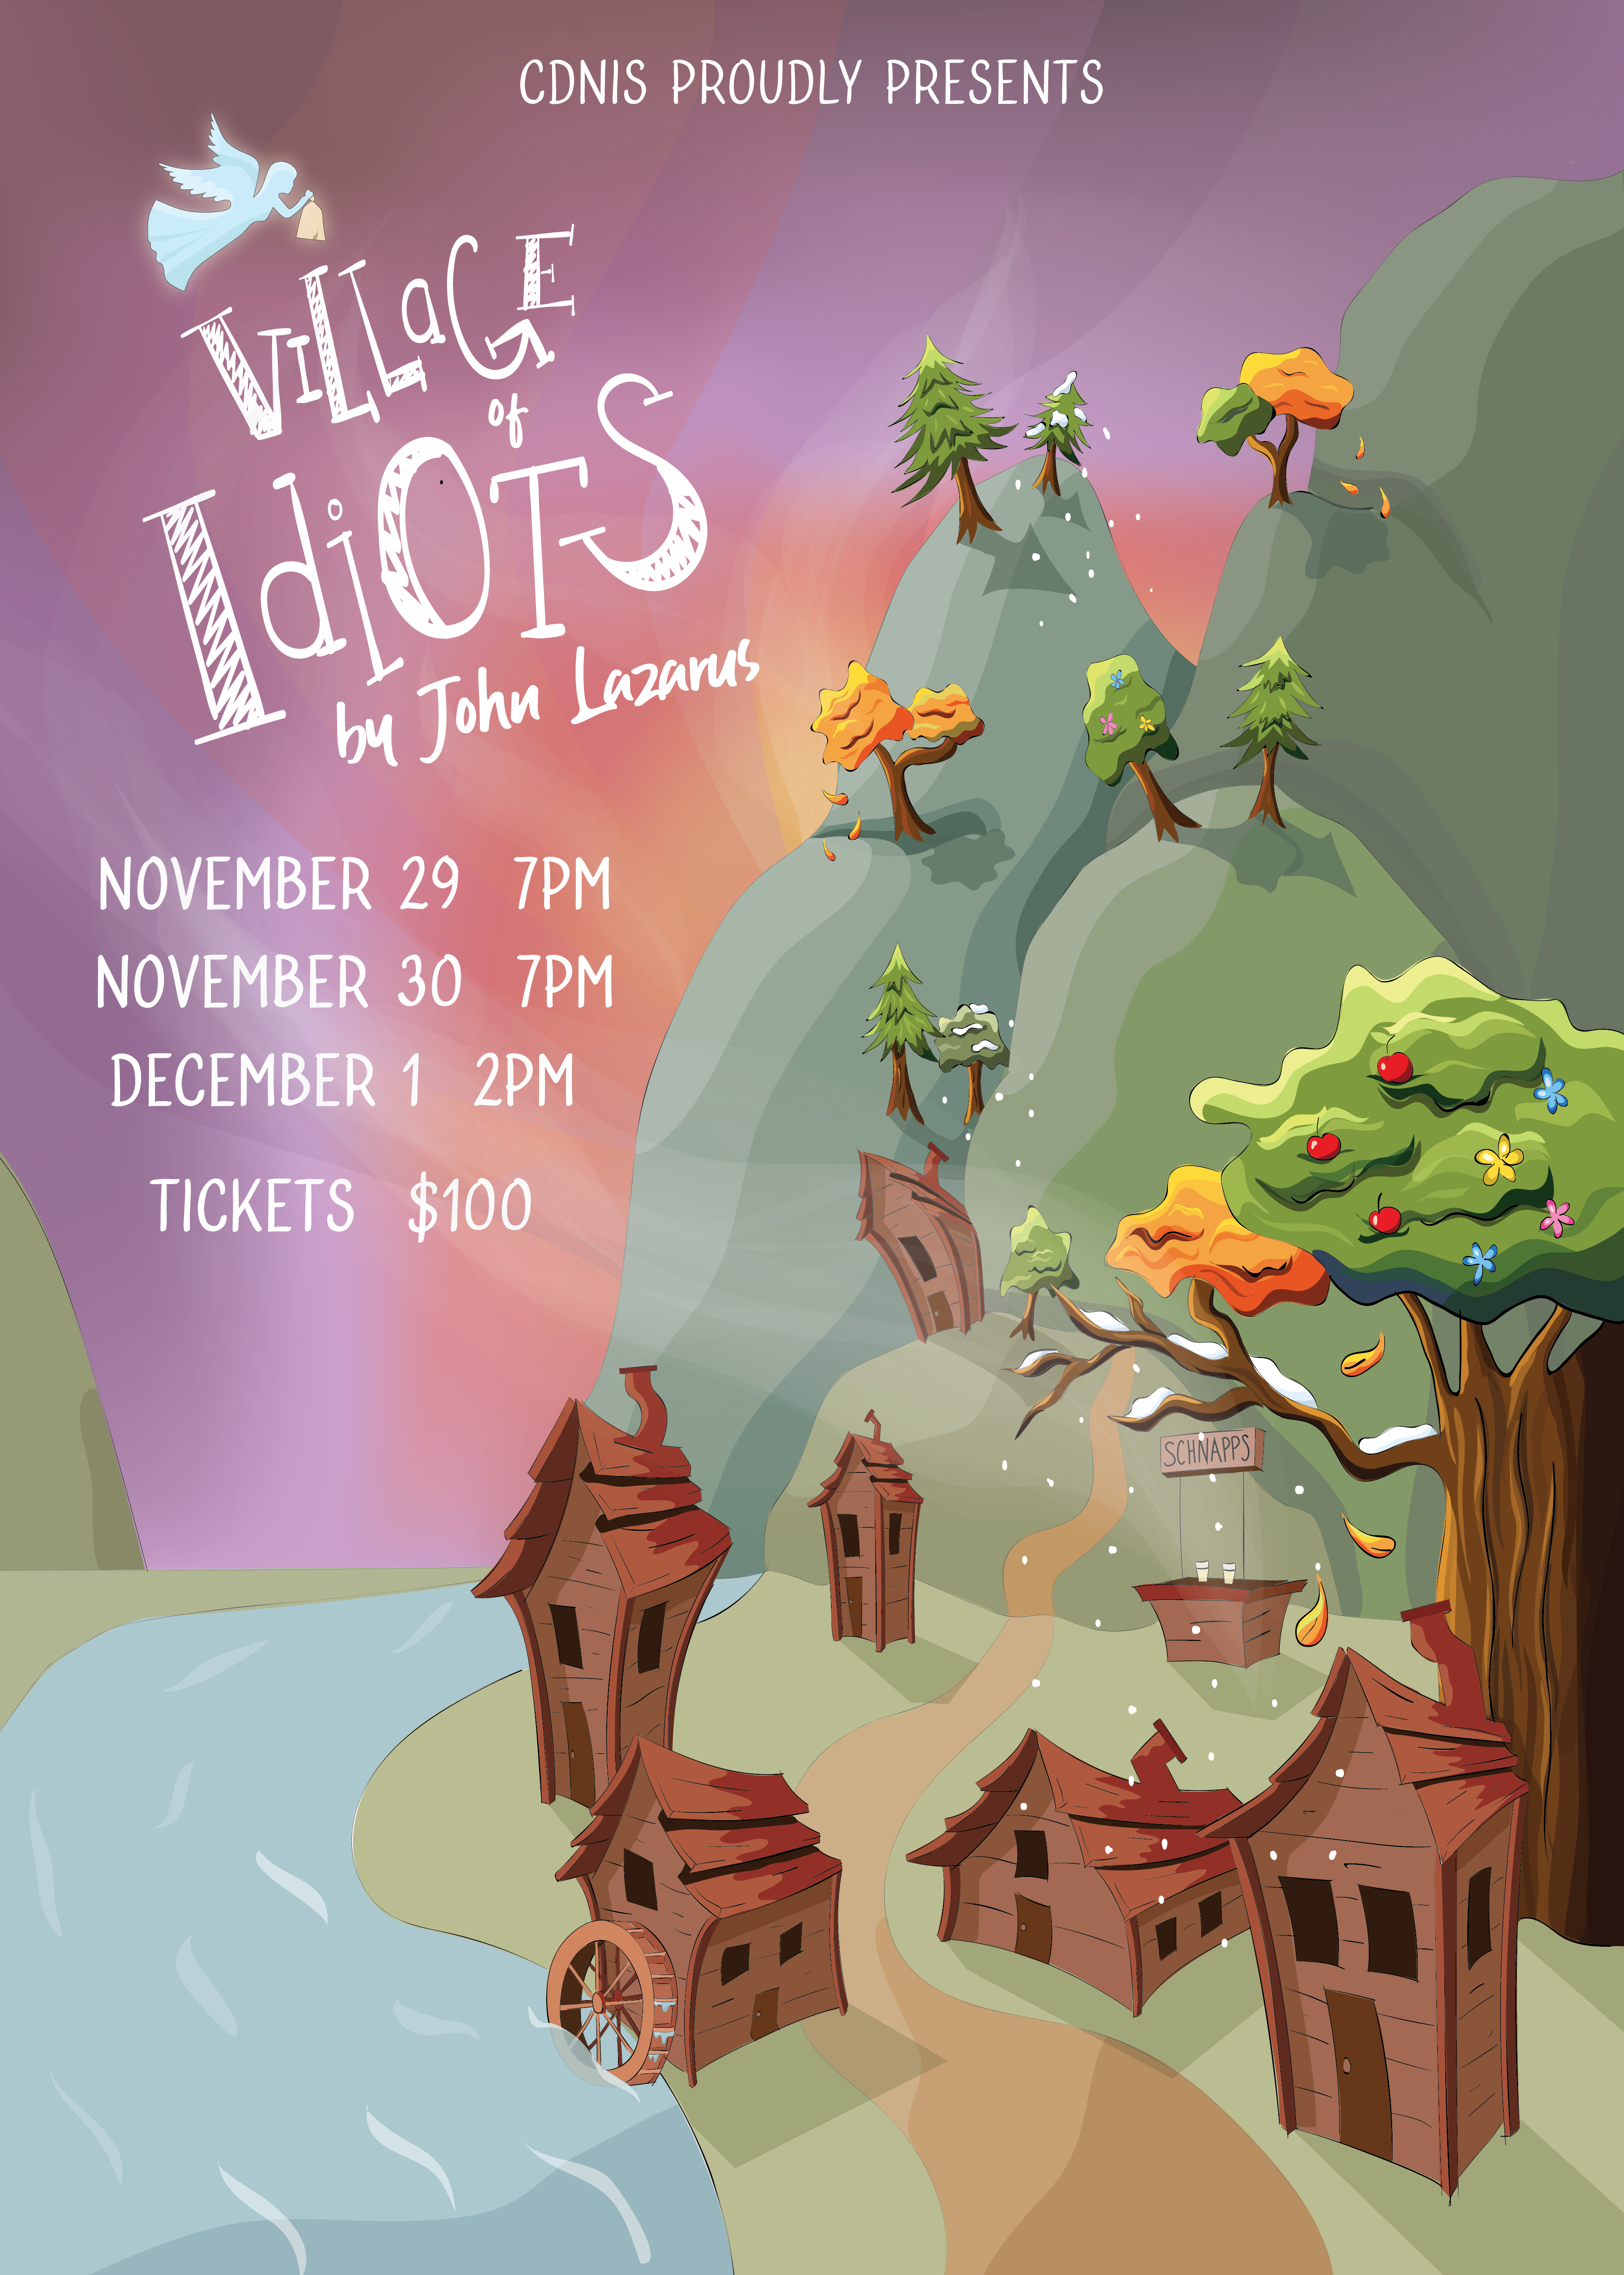 CDNIS PROUDLY PRESENTS
VILLaGE
of
IdiOTS
by John Lazarus
NOVEMBER 29 7PM
NOVEMBER 30 7PM
DECEMBER 1 2PM
TICKETS $100
SCHNAPPS